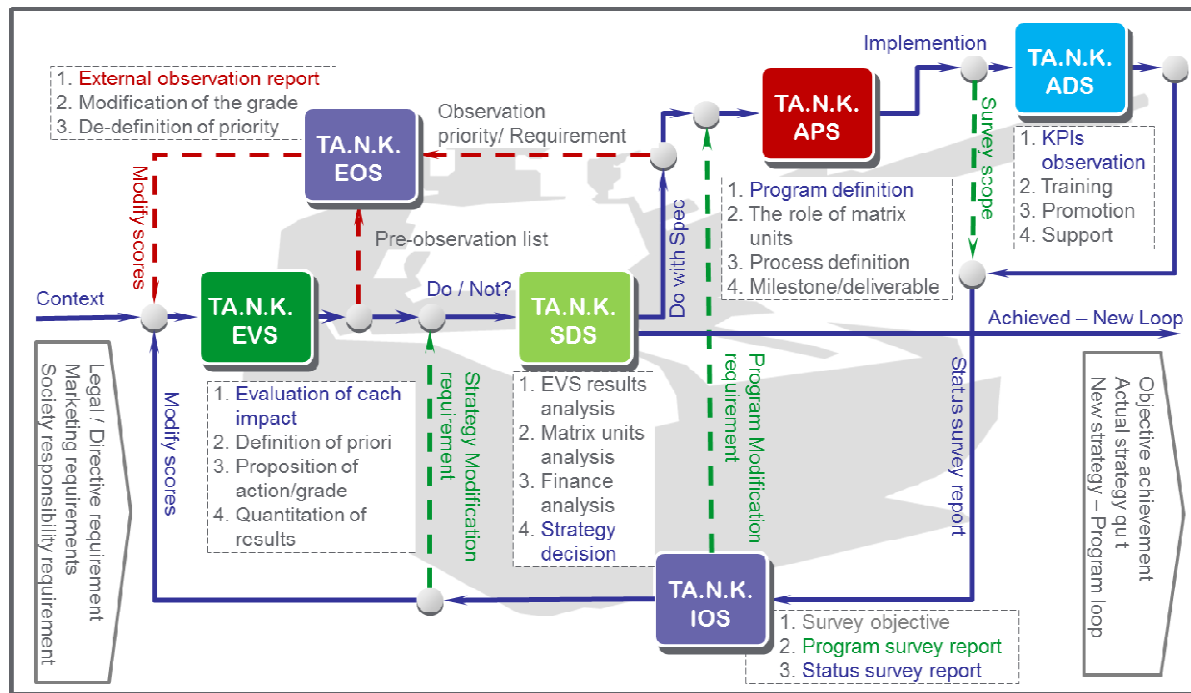 1. External observation report
2. Modification of the grade
3. De-definition of priority
TA.N.K.
EOS
Observation
priority/ Requirement
TA.N.K.
APS
Implemention
TA.N.K.
ADS
Survey scope
1. KPIs
observation
2. Training
3. Promotion
4. Support
Modify scores
Pre-observation list
Do with Spec
1. Program definition
2. The role of matrix
units
3. Process definition
4. Milestone/deliverable
Context
TA.N.K.
EVS
Do / Not?
TA.N.K.
SDS
Achieved – New Loop
Legal / Directive requirement
Marketing requirements
Society responsibility requirement
Modify scores
1. Evaluation of cach
impact
2. Definition of priori
3. Proposition of
action/grade
4. Quantitation of
results
Strategy Modification
requirement
1. EVS results
analysis
2. Matrix units
analysis
3. Finance
analysis
4. Strategy
decision
Program Modification
requirement
Status survey report
Objective achievement
Actual strategy qu t
New strategy – Program loop
TA.N.K.
IOS
1. Survey objective
2. Program survey report
3. Status survey report